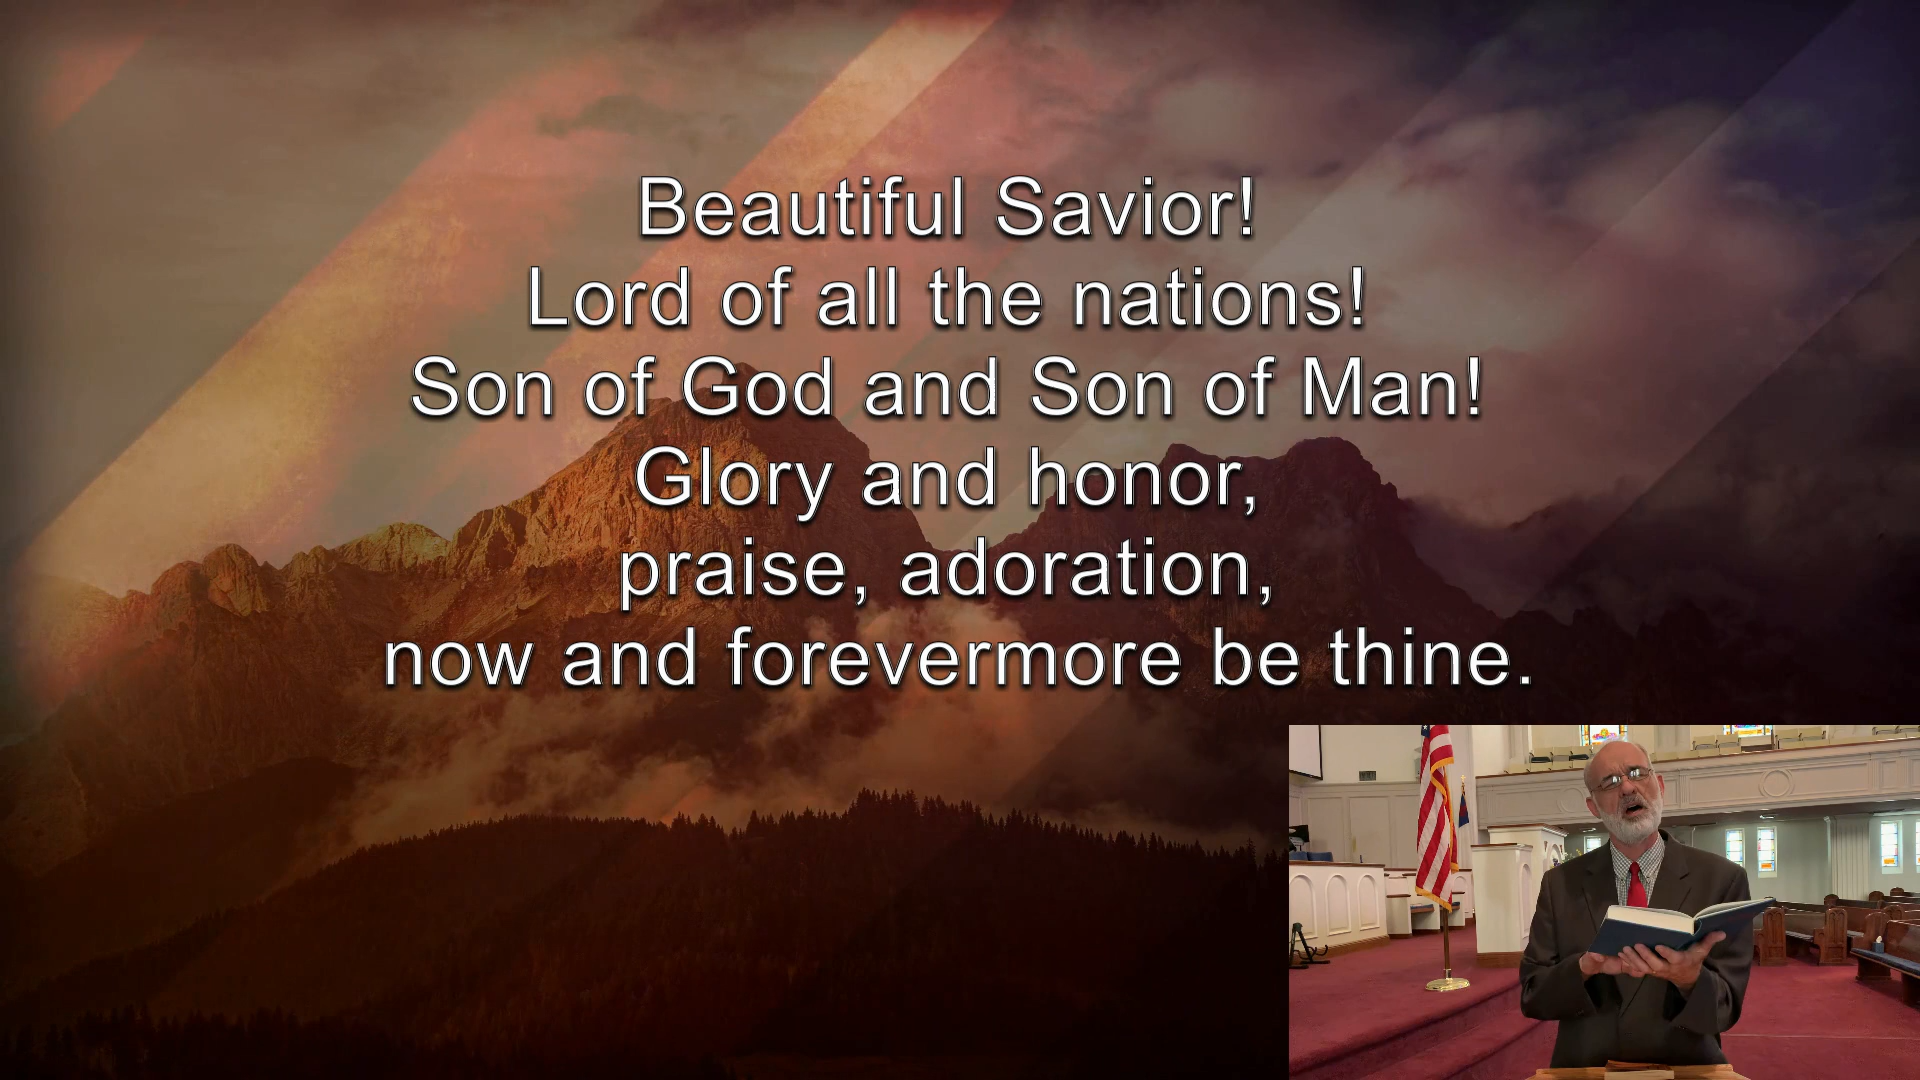 Beautiful Savior!
Lord of all the nations!
Son of God and Son of Man!
Glory and honor,
praise, adoration,
now and forevermore be thine.